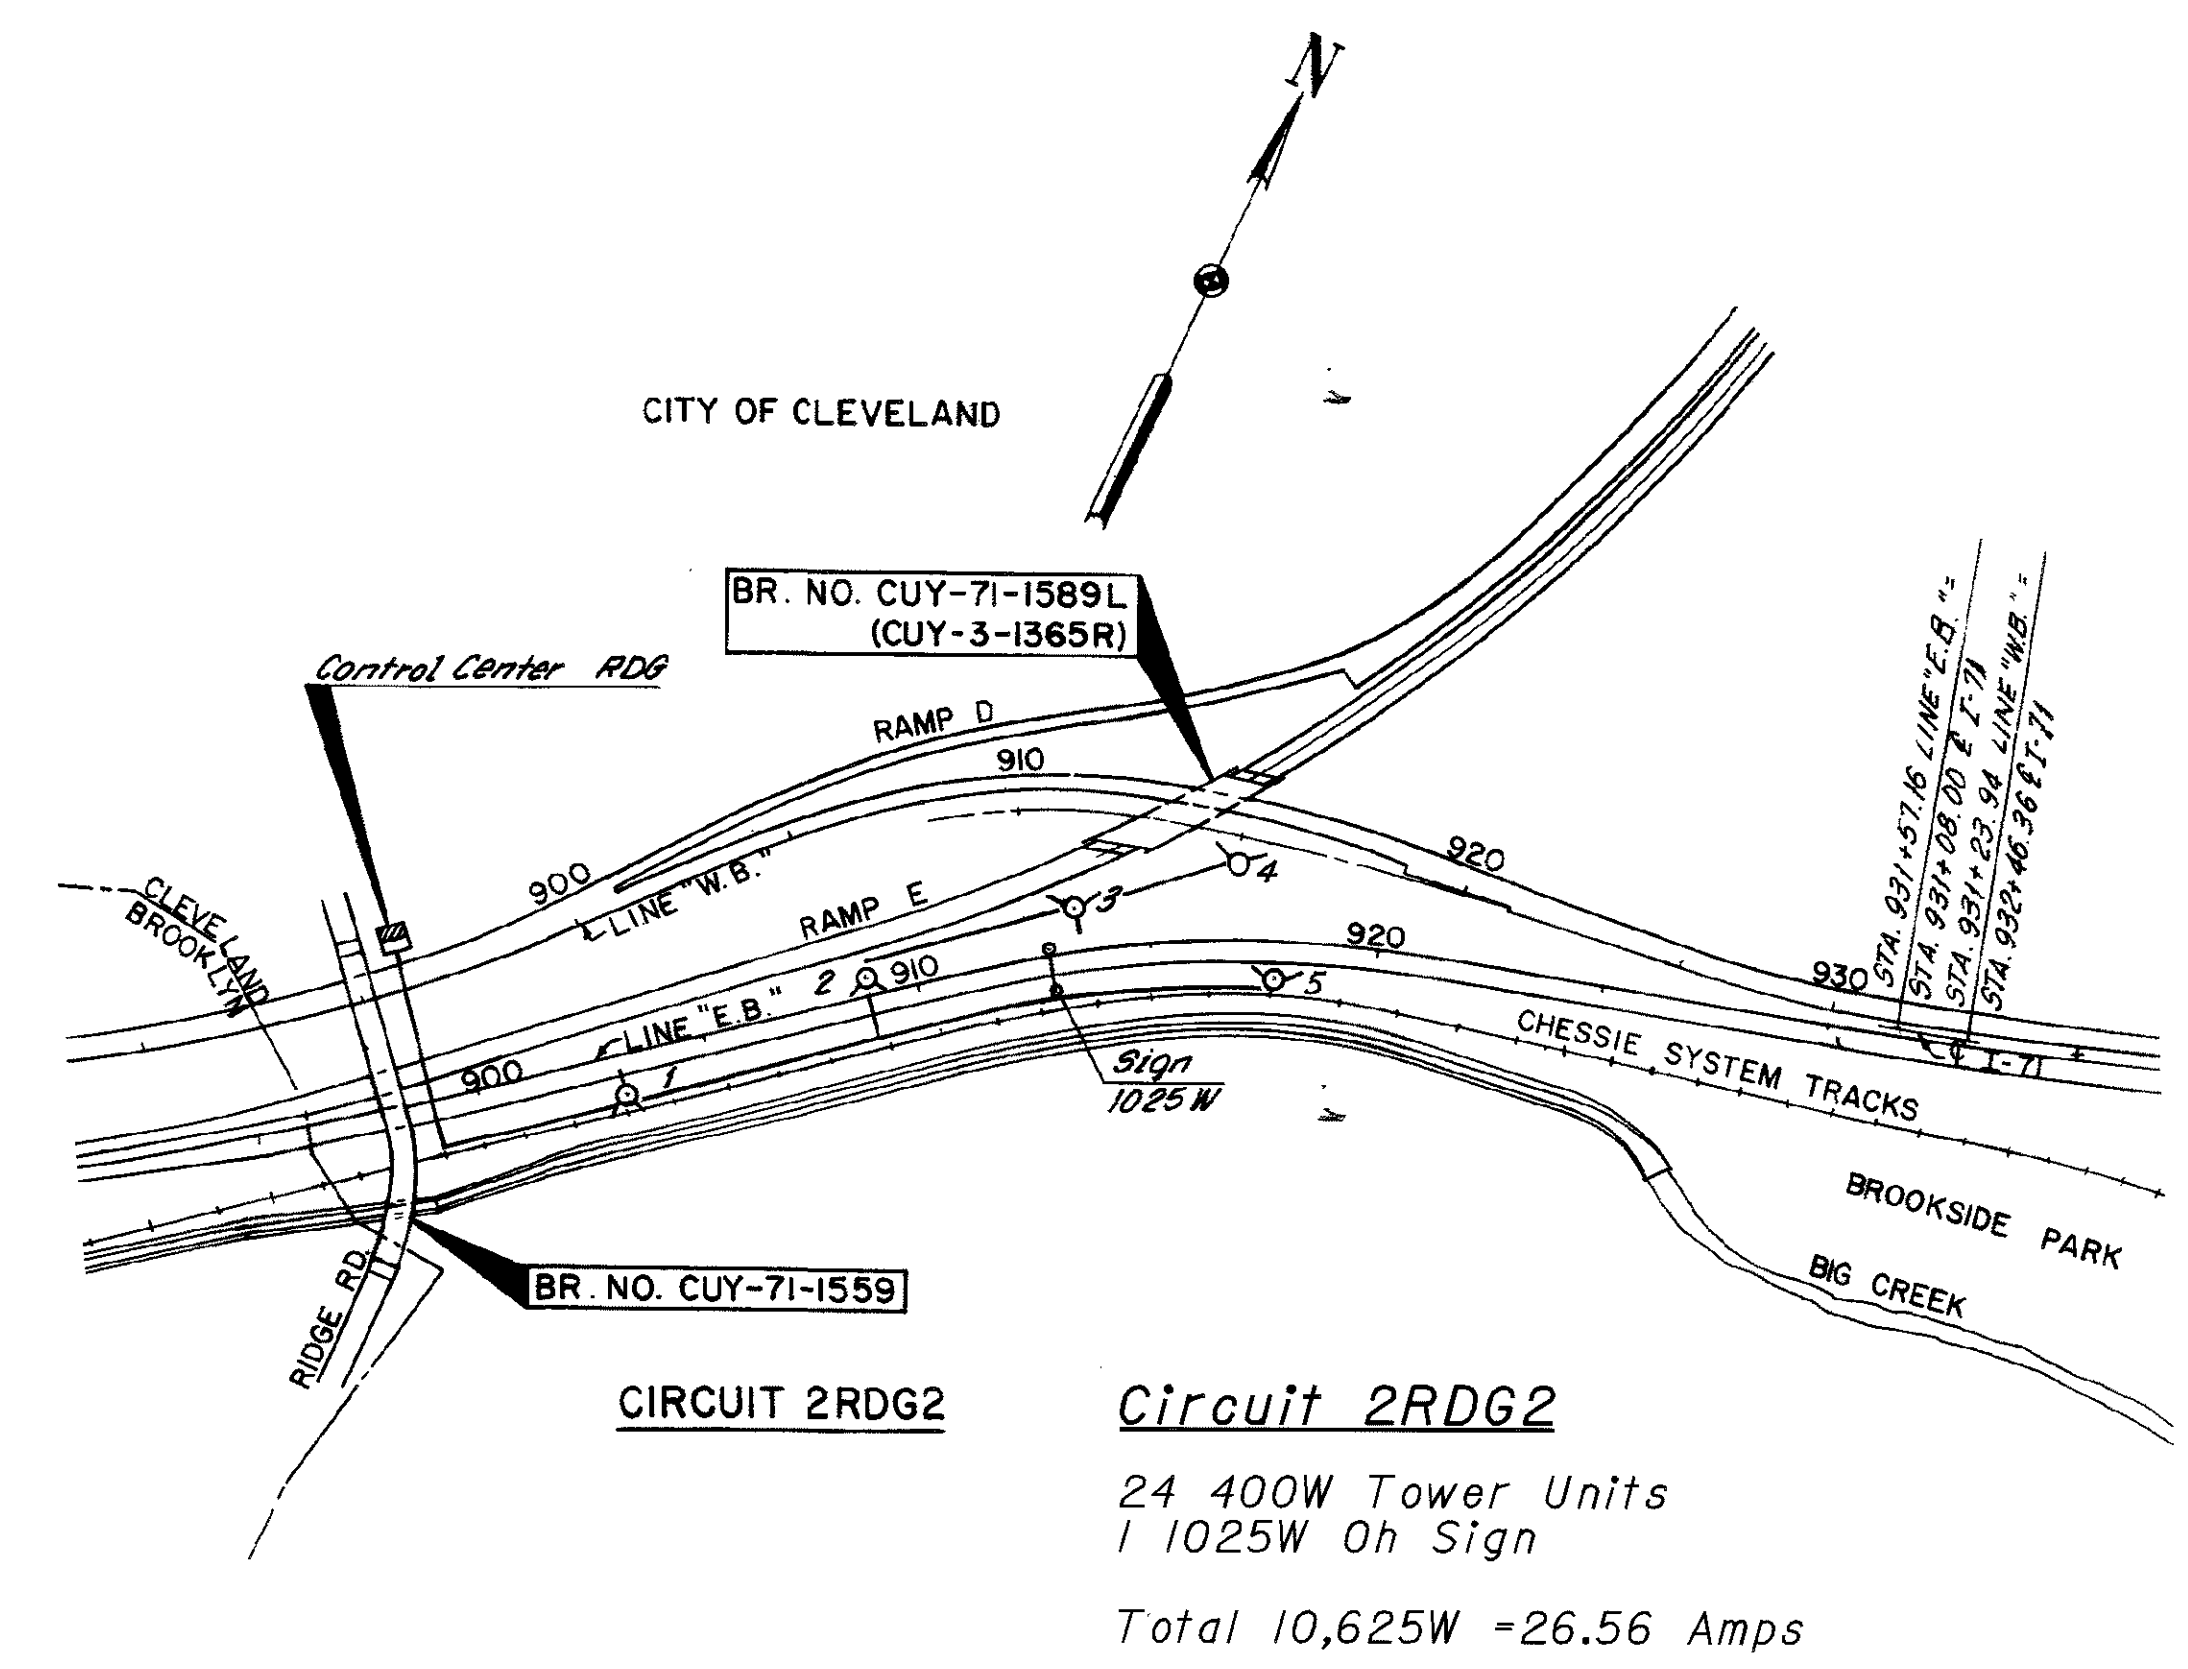 N
CITY OF CLEVELAND
BR. NO. CUY-71-1589L
(CUY-3-1365R)
Control Center RDG
RAMP D
910
900
LINE "W.B."
RAMP E
920
CLEVELAND
BROOKLYN
3
4
2
910
920
5
LINE "E.B."
900
1
930
STA. 931+57.16 LINE "E.B." =
STA. 931+08.00 ℄ I-71
STA. 931+23.94 LINE "W.B." =
STA. 932+46.36 ℄ I-71
℄ I-71
Sign
1025 W
CHESSIE SYSTEM TRACKS
BROOKSIDE PARK
BIG CREEK
RIDGE RD.
BR. NO. CUY-71-1559
CIRCUIT 2RDG2
Circuit 2RDG2
24 400W Tower Units
1 1025W Oh Sign
Total 10,625W =26.56 Amps